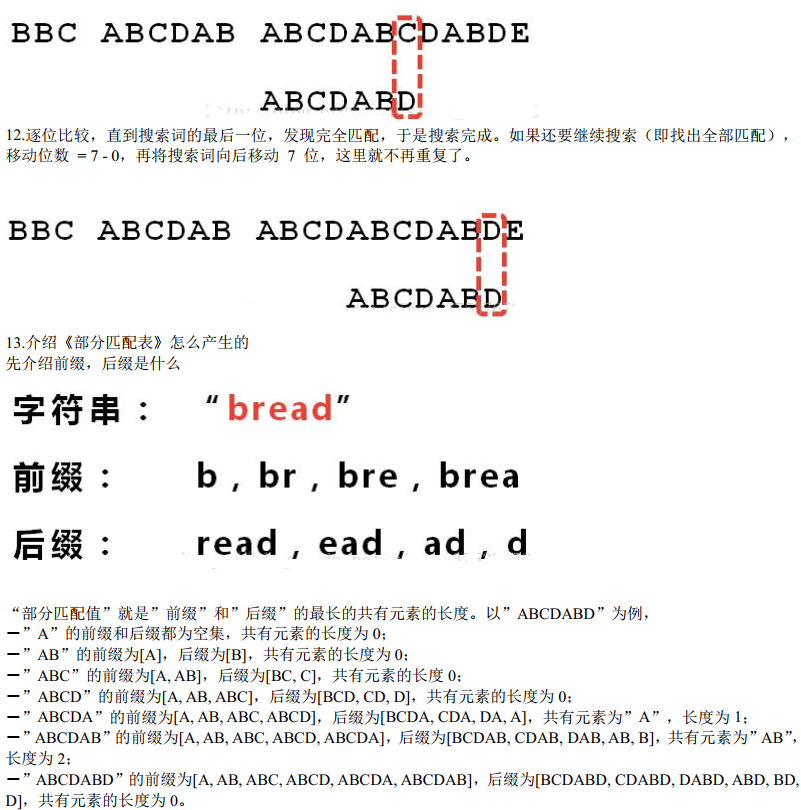 BBC ABCDAB ABCDABCDABDE
ABCDABD
12.逐位比较，直到搜索词的最后一位，发现完全匹配，于是搜索完成。如果还要继续搜索（即找出全部匹配），
移动位数 = 7 - 0，再将搜索词向后移动 7 位，这里就不再重复了。
BBC ABCDAB ABCDABCDABDE
ABCDABD
13.介绍《部分匹配表》怎么产生的
先介绍前缀，后缀是什么
字符串： “bread”
前缀： b , br , bre , brea
后缀： read , ead , ad , d
“部分匹配值”就是”前缀”和”后缀”的最长的共有元素的长度。以”ABCDABD”为例，
－”A”的前缀和后缀都为空集，共有元素的长度为 0；
－”AB”的前缀为[A]，后缀为[B]，共有元素的长度为 0；
－”ABC”的前缀为[A, AB]，后缀为[BC, C]，共有元素的长度 0；
－”ABCD”的前缀为[A, AB, ABC]，后缀为[BCD, CD, D]，共有元素的长度为 0；
－”ABCDA”的前缀为[A, AB, ABC, ABCD]，后缀为[BCDA, CDA, DA, A]，共有元素为”A”，长度为 1；
－”ABCDAB”的前缀为[A, AB, ABC, ABCD, ABCDA]，后缀为[BCDAB, CDAB, DAB, AB, B]，共有元素为”AB”，
长度为 2；
－”ABCDABD”的前缀为[A, AB, ABC, ABCD, ABCDA, ABCDAB]，后缀为[BCDABD, CDABD, DABD, ABD, BD,
D]，共有元素的长度为 0。